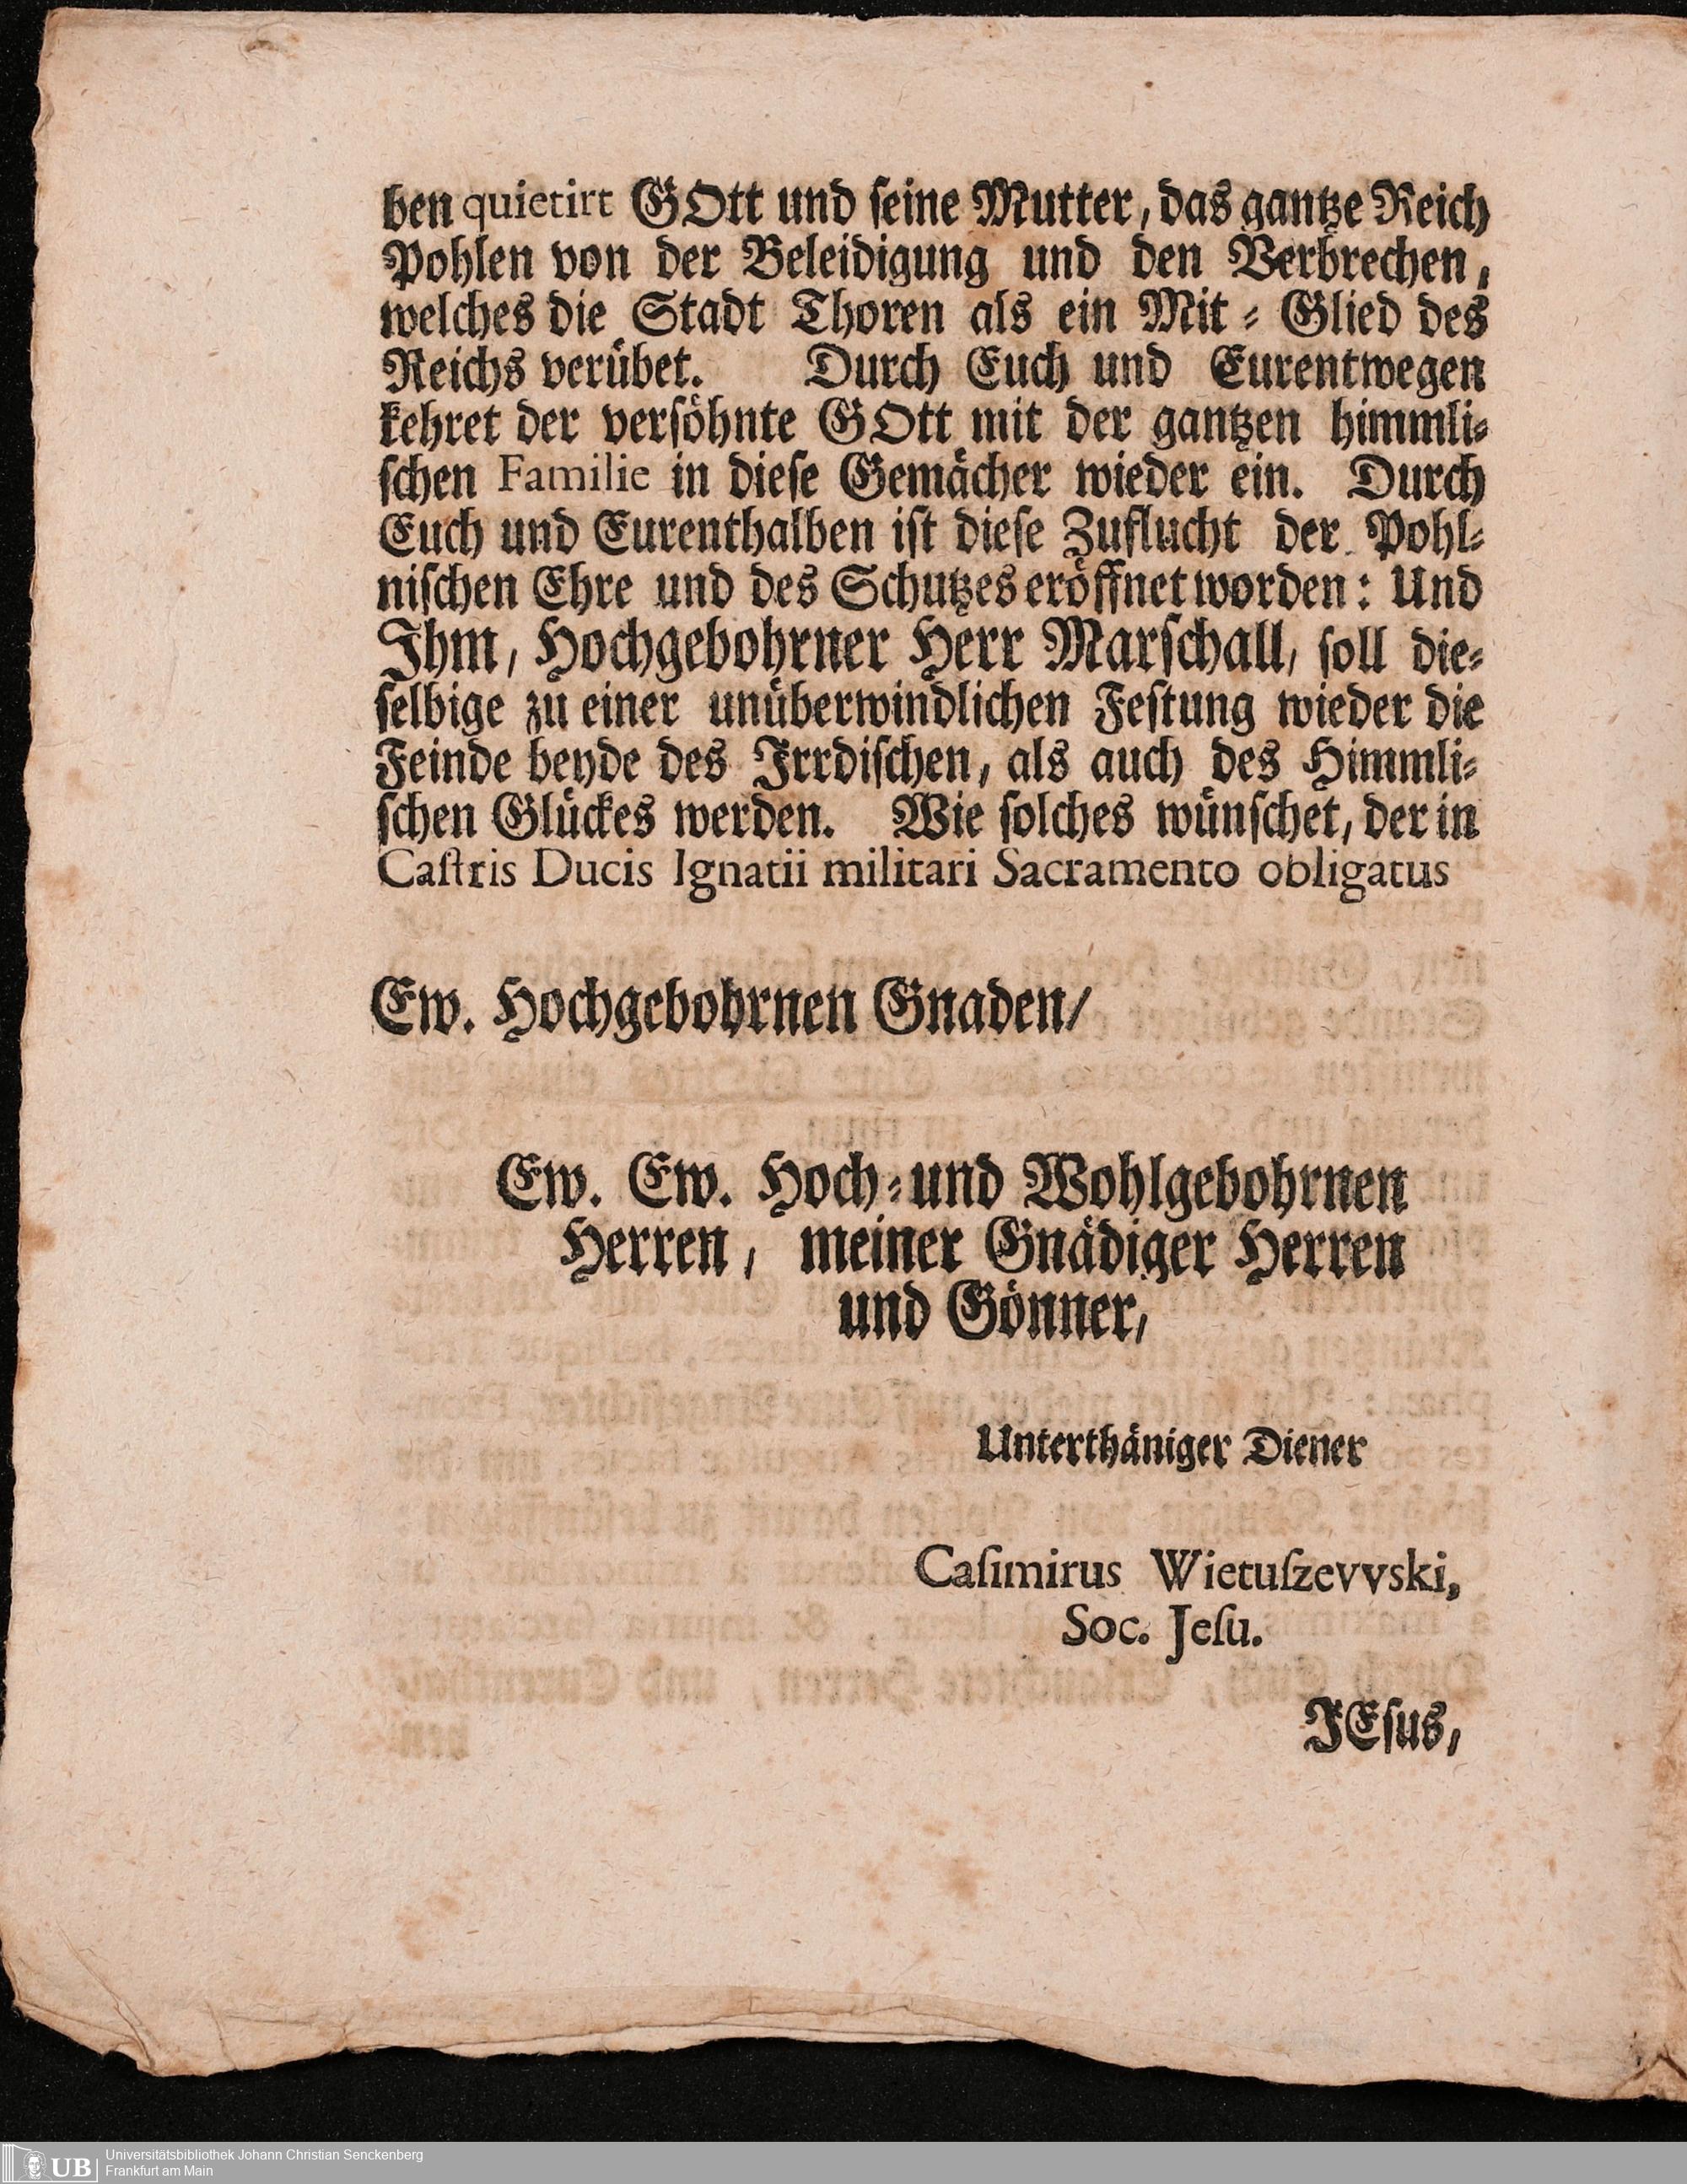 ben quietirt GOtt und ſeine Mutter, das gantze Reich
Pohlen von der Beleidigung und den Verbrechen,
welches die Stadt Thoren als ein Mit⸗Glied des
Reichs verübet. Durch Euch und Eurentwegen
kehret der verſöhnte GOtt mit der gantzen himmli⸗
ſchen Familie in dieſe Gemächer wieder ein. Durch
Euch und Eurenthalben iſt dieſe Zuflucht der Pohl⸗
niſchen Ehre und des Schutzes eröffnet worden: Und
Ihm, Hochgebohrner Herr Marſchall, ſoll die⸗
ſelbige zu einer unüberwindlichen Feſtung wieder die
Feinde beyde des Irrdiſchen, als auch des Himmli⸗
ſchen Glückes werden. Wie ſolches wünſchet, der in
Caſtris Ducis Ignatii militari Sacramento obligatus
Ew. Hochgebohrnen Gnaden/
Ew. Ew. Hoch⸗und Wohlgebohrnen
Herren, meiner Gnädiger Herren
und Gönner,
Unterthäniger Diener
Caſimirus Wietuſzevvski,
Soc. Jeſu.
JEſus,
UB Universitätsbibliothek Johann Christian Senckenberg
Frankfurt am Main